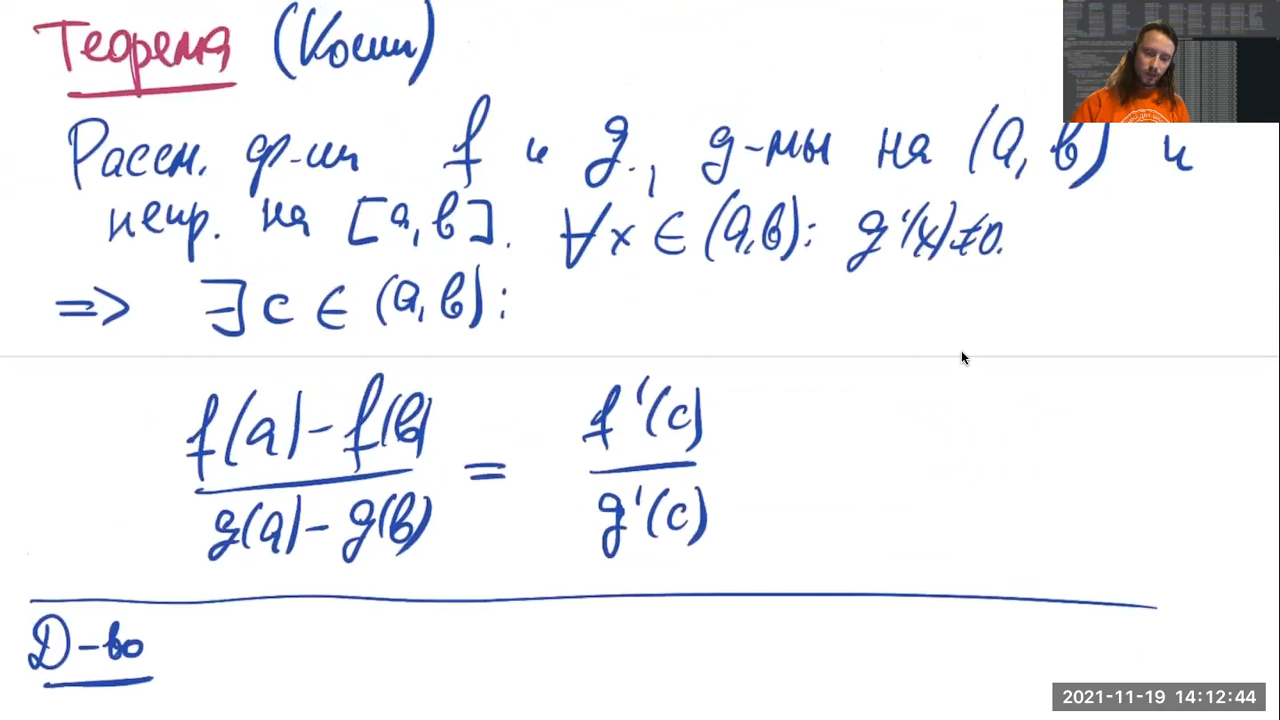 Теорема (Коши)
Рассм. ф-ии f и g, д-мы на (a, b) и
непр. на [a, b]. ∀x ∈ (a, b): g'(x) ≠ 0.
=> ∃ c ∈ (a, b):
f(a) - f(b) / g(a) - g(b) = f'(c) / g'(c)
Д-во
2021-11-19 14:12:44